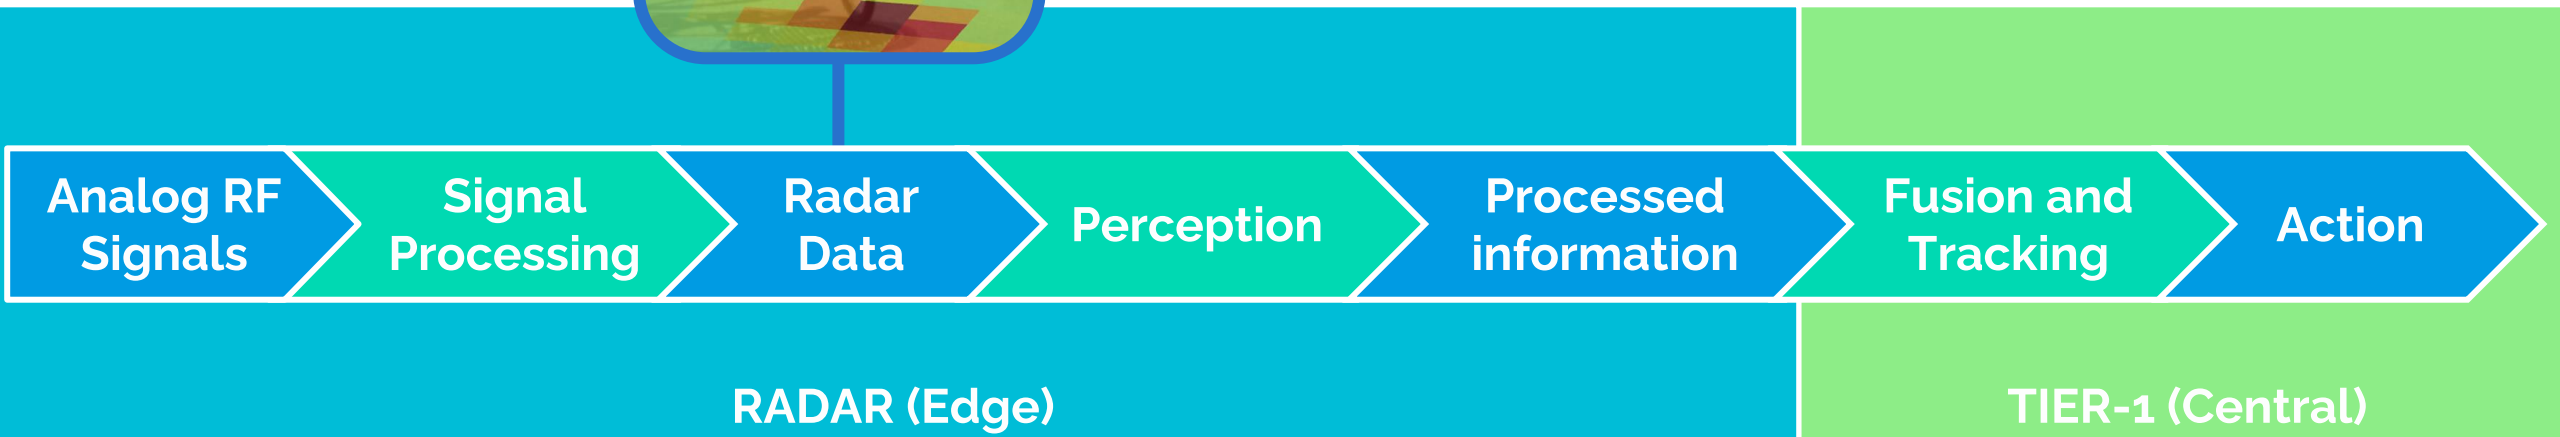 Analog RF
Signals
Signal
Processing
Radar
Data
Perception
Processed
information
Fusion and
Tracking
Action
RADAR (Edge)
TIER-1 (Central)